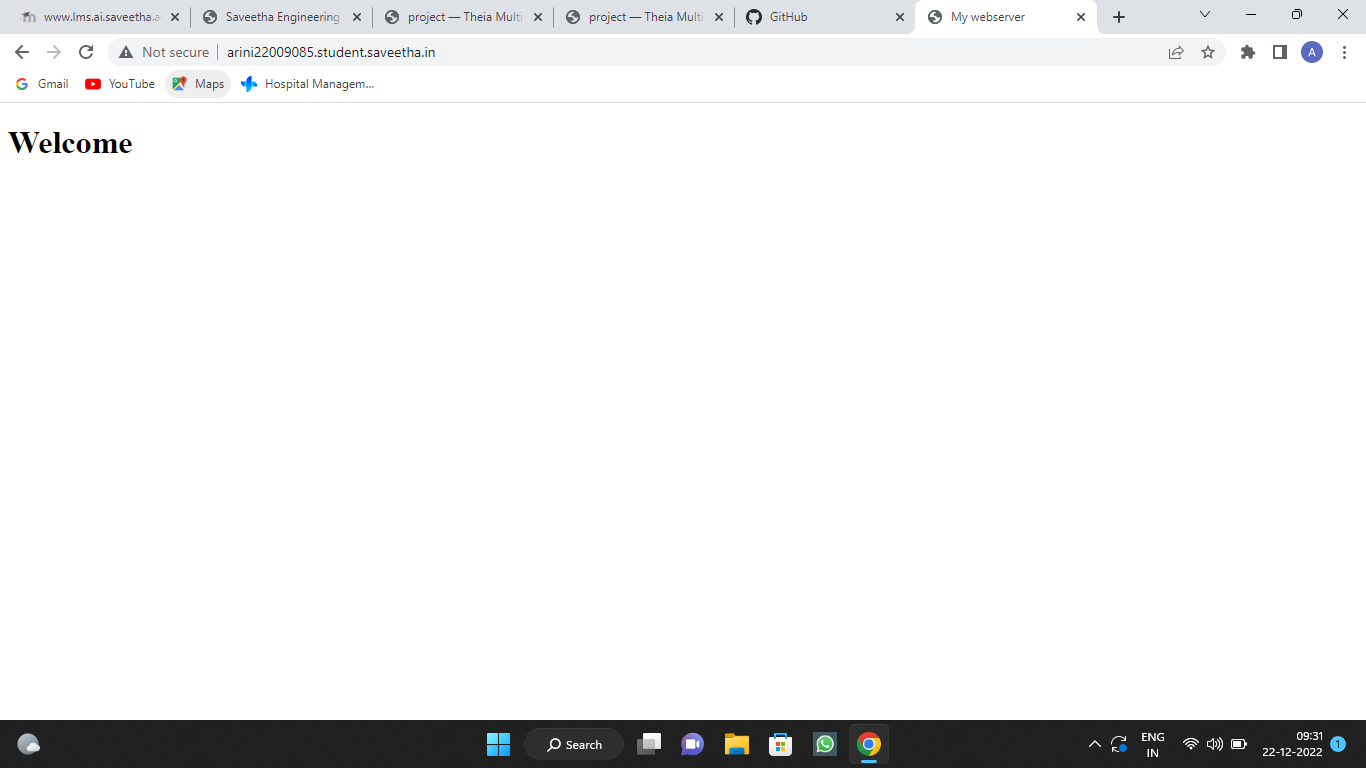 www.lms.ai.saveetha.a
Saveetha Engineering
project — Theia Multi
project — Theia Multi
GitHub
My webserver
Not secure
arini22009085.student.saveetha.in
A
Gmail
YouTube
Maps
Hospital Managem...
Welcome
Search
ENG
IN
09:31
22-12-2022
1